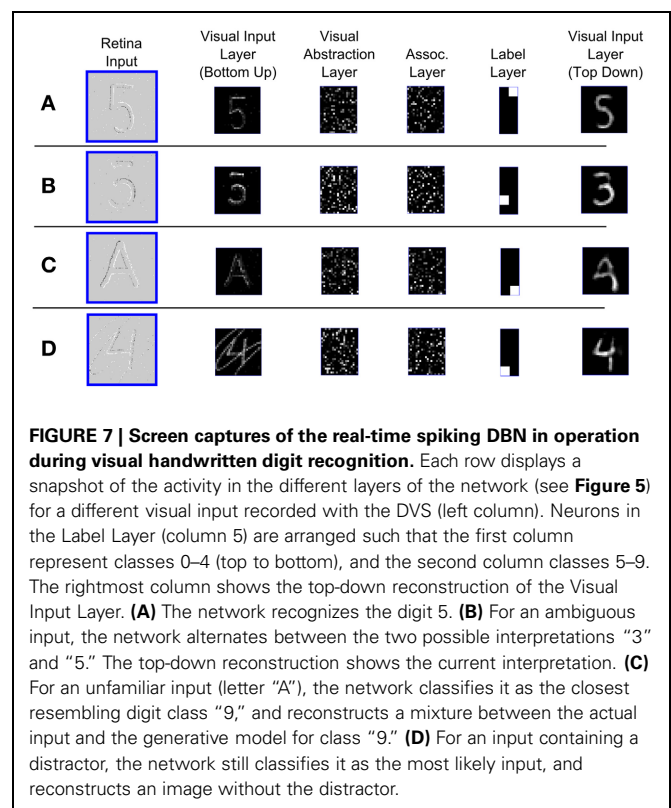 Retina Input
Visual Input Layer (Bottom Up)
Visual Abstraction Layer
Assoc. Layer
Label Layer
Visual Input Layer (Top Down)
A
5
5
5
B
3
C
A
A
9
D
4
4
4
FIGURE 7 | Screen captures of the real-time spiking DBN in operation
during visual handwritten digit recognition. Each row displays a
snapshot of the activity in the different layers of the network (see Figure 5)
for a different visual input recorded with the DVS (left column). Neurons in
the Label Layer (column 5) are arranged such that the first column
represent classes 0–4 (top to bottom), and the second column classes 5–9.
The rightmost column shows the top-down reconstruction of the Visual
Input Layer. (A) The network recognizes the digit 5. (B) For an ambiguous
input, the network alternates between the two possible interpretations “3”
and “5.” The top-down reconstruction shows the current interpretation. (C)
For an unfamiliar input (letter “A”), the network classifies it as the closest
resembling digit class “9,” and reconstructs a mixture between the actual
input and the generative model for class “9.” (D) For an input containing a
distractor, the network still classifies it as the most likely input, and
reconstructs an image without the distractor.